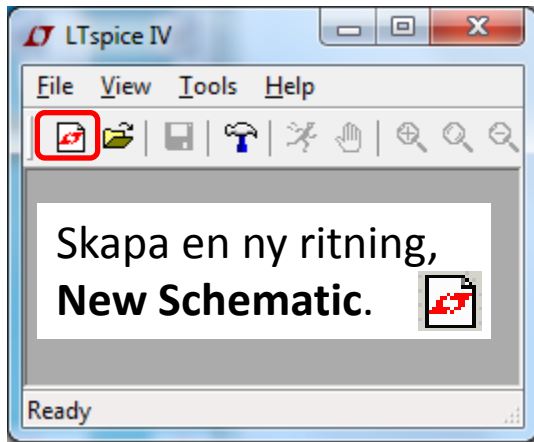 LTspice IV
File View Tools Help
Skapa en ny ritning,
New Schematic.
Ready